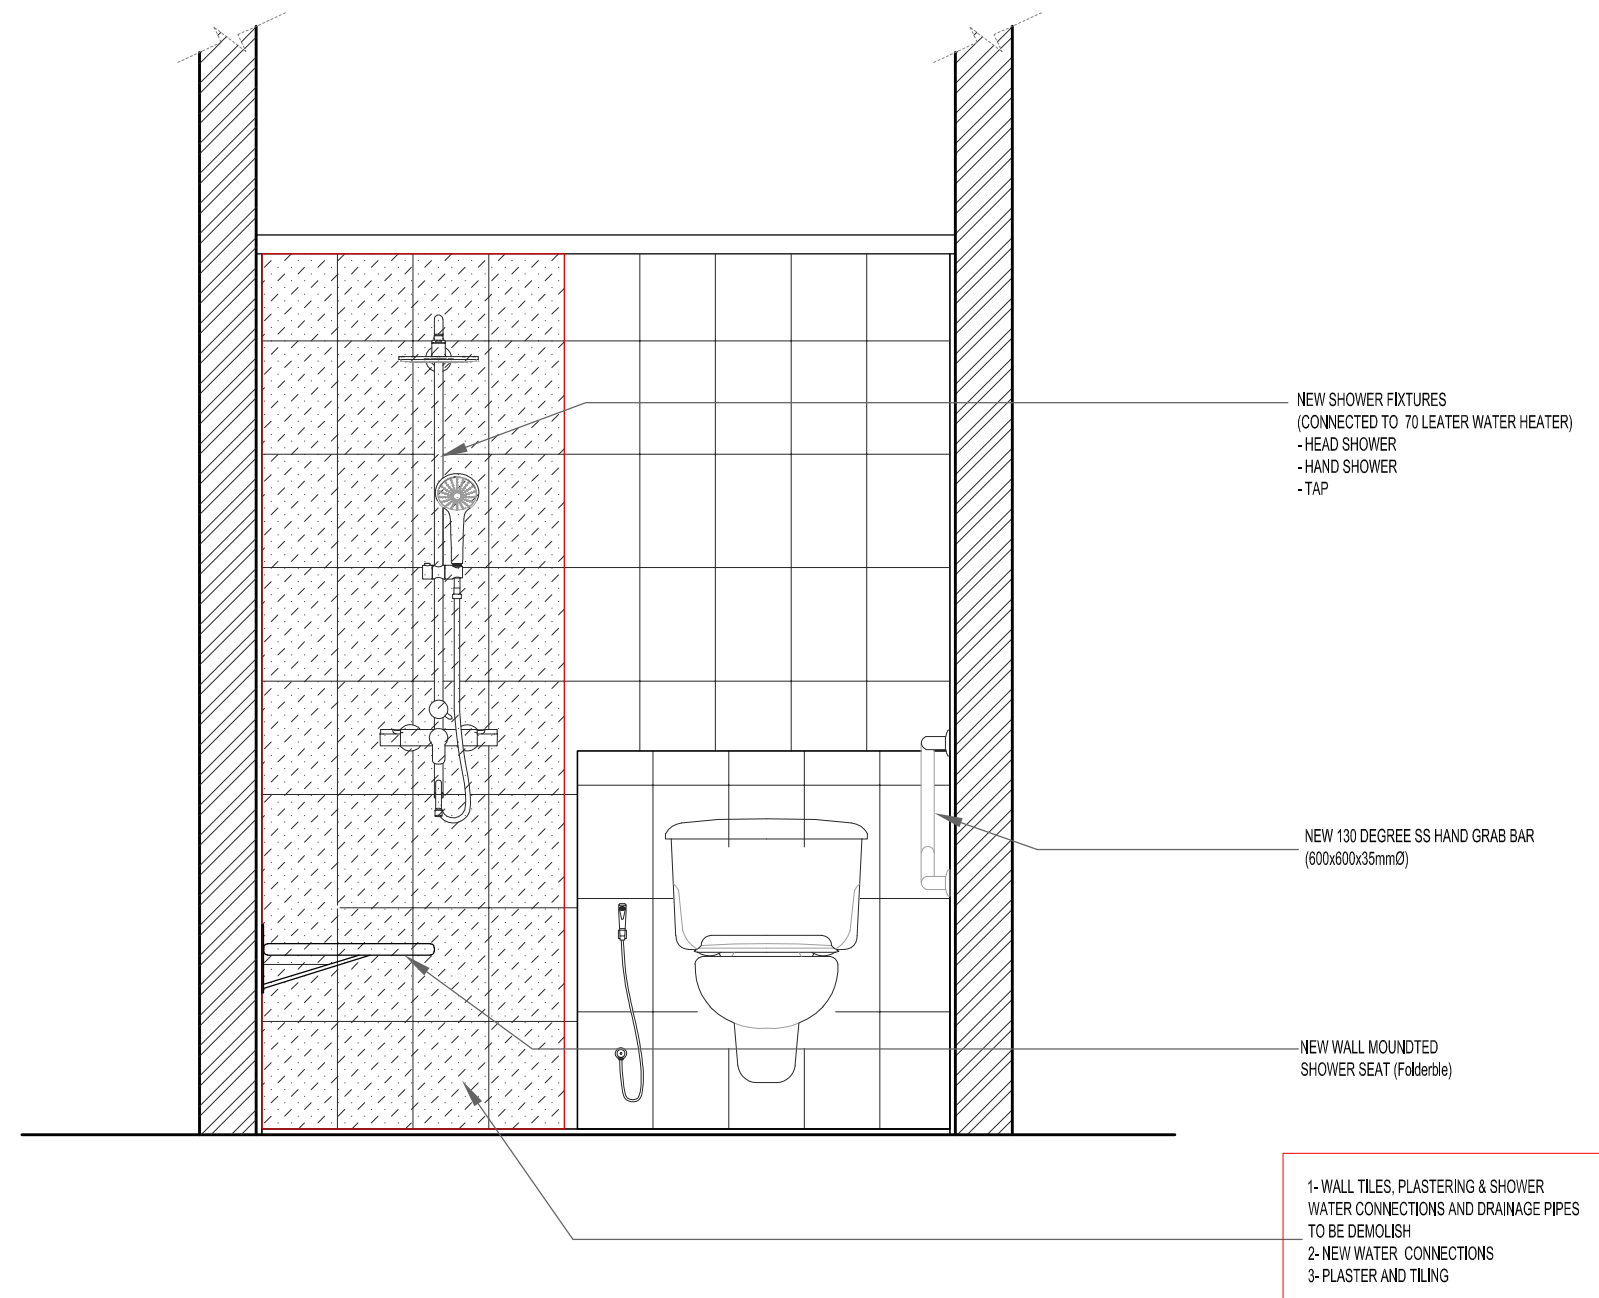 NEW SHOWER FIXTURES
(CONNECTED TO 70 LEATER WATER HEATER)
- HEAD SHOWER
- HAND SHOWER
- TAP
NEW 130 DEGREE SS HAND GRAB BAR
(600x600x35mmØ)
NEW WALL MOUNDTED
SHOWER SEAT (Folderble)
1- WALL TILES, PLASTERING & SHOWER
WATER CONNECTIONS AND DRAINAGE PIPES
TO BE DEMOLISH
2- NEW WATER CONNECTIONS
3- PLASTER AND TILING